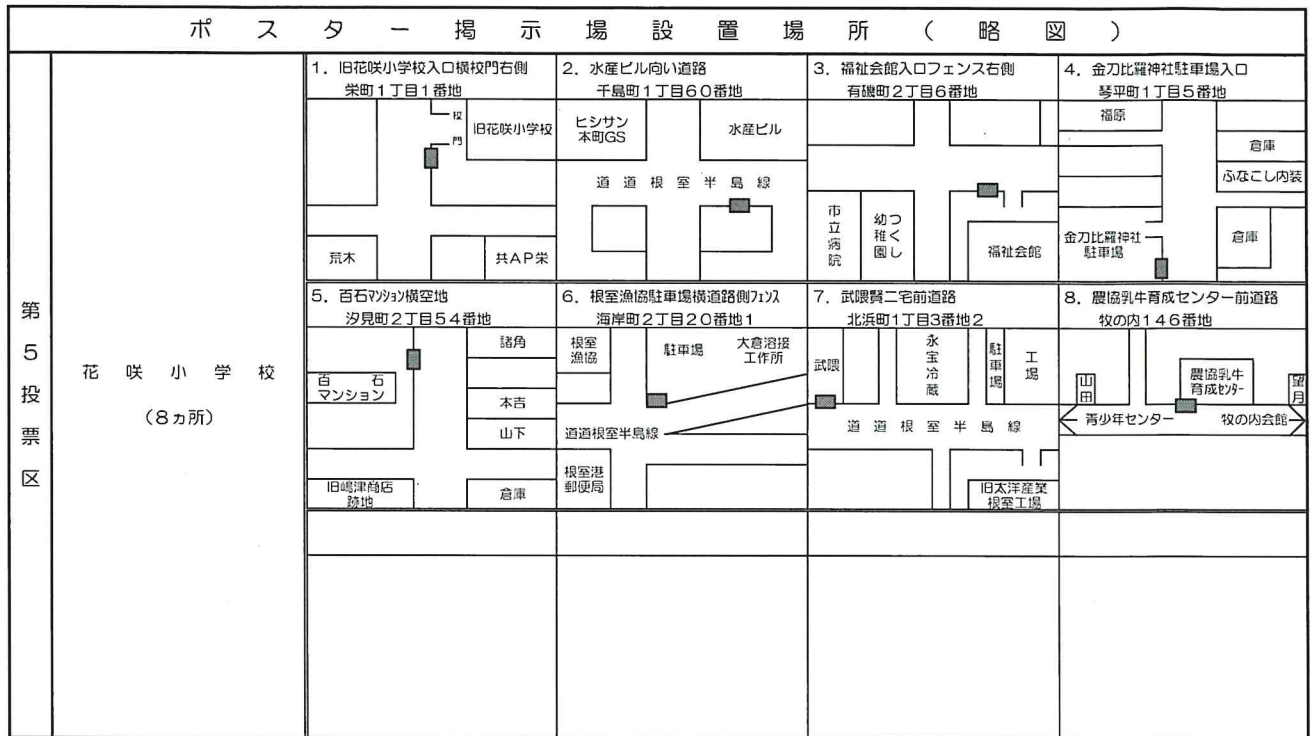 ポスター掲示場設置場所(略図)
第5投票区
花咲小学校
(8ヵ所)
1. 旧花咲小学校入口横校門右側
栄町1丁目1番地
校門
旧花咲小学校
荒木
共AP栄
2. 水産ビル向い道路
千島町1丁目60番地
ヒシサン
本町GS
水産ビル
道道根室半島線
3. 福祉会館入口フェンス右側
有磯町2丁目6番地
市立病院
つくし
幼稚園
福祉会館
4. 金刀比羅神社駐車場入口
琴平町1丁目5番地
福原
倉庫
ふなこし内装
金刀比羅神社
駐車場
倉庫
5. 百石マンション横空地
汐見町2丁目54番地
諸角
百石
マンション
本吉
山下
旧嶋津商店
跡地
倉庫
6. 根室漁協駐車場横道路側フェンス
海岸町2丁目20番地1
根室
漁協
駐車場
大倉溶接
工作所
道道根室半島線
根室港
郵便局
7. 武隈賢二宅前道路
北浜町1丁目3番地2
武隈
永宝冷蔵
駐車場
工場
道道根室半島線
旧太洋産業
根室工場
8. 農協乳牛育成センター前道路
牧の内146番地
山田
農協乳牛
育成センター
望月
青少年センター
牧の内会館